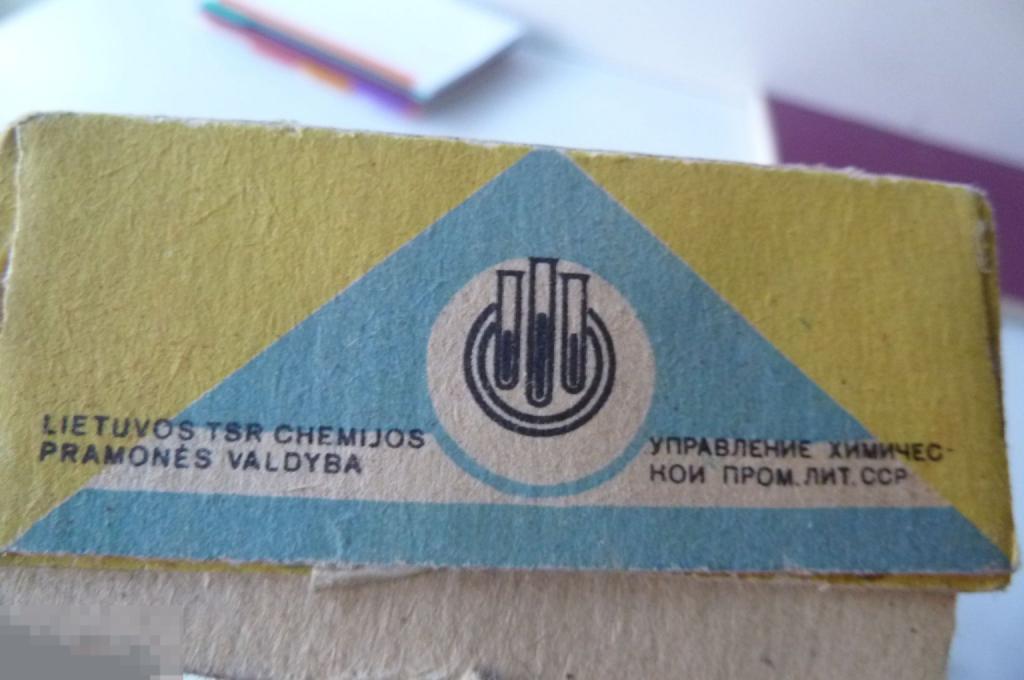 LIETUVOS TSR CHEMIJOS
PRAMONĖS VALDYBA
УПРАВЛЕНИЕ ХИМИЧЕС-
КОИ ПРОМ. ЛИТ. ССР